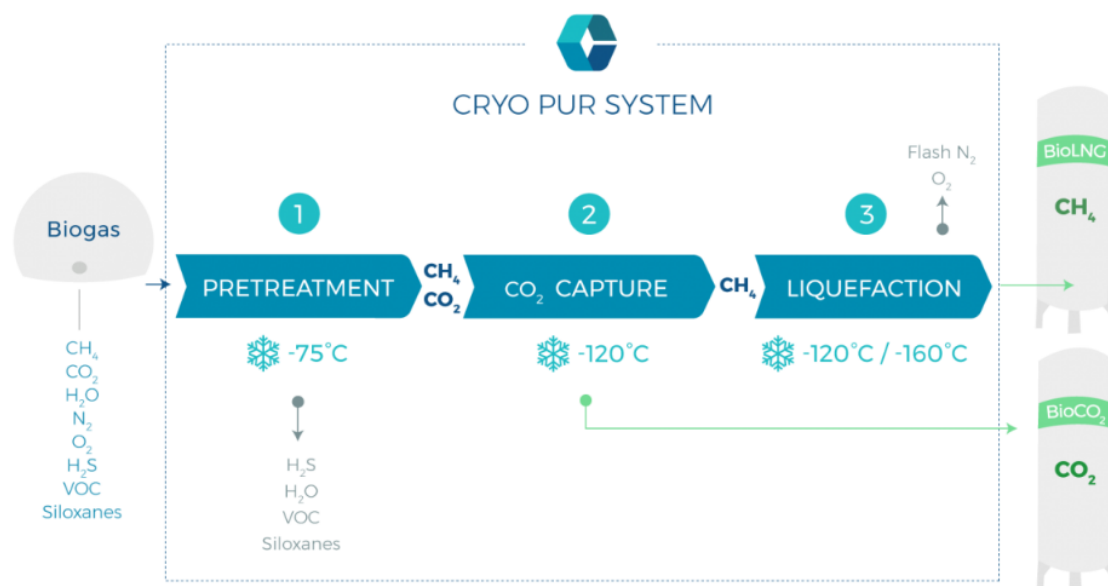 CRYO PUR SYSTEM
Biogas
CH₄
CO₂
H₂O
N₂
O₂
H₂S
VOC
Siloxanes
1
PRETREATMENT
-75°C
H₂S
H₂O
VOC
Siloxanes
CH₄
CO₂
2
CO₂ CAPTURE
-120°C
CH₄
3
LIQUEFACTION
-120°C / -160°C
Flash N₂
O₂
BioLNG
CH₄
BioCO₂
CO₂